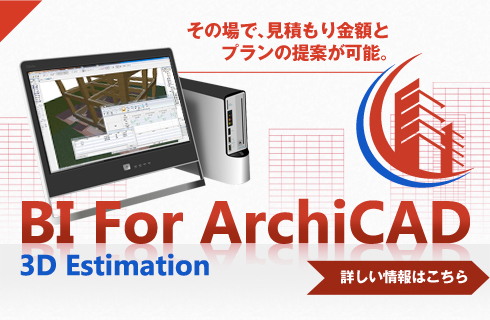 その場で、見積もり金額と
プランの提案が可能。
BI For ArchiCAD
3D Estimation
詳しい情報はこちら